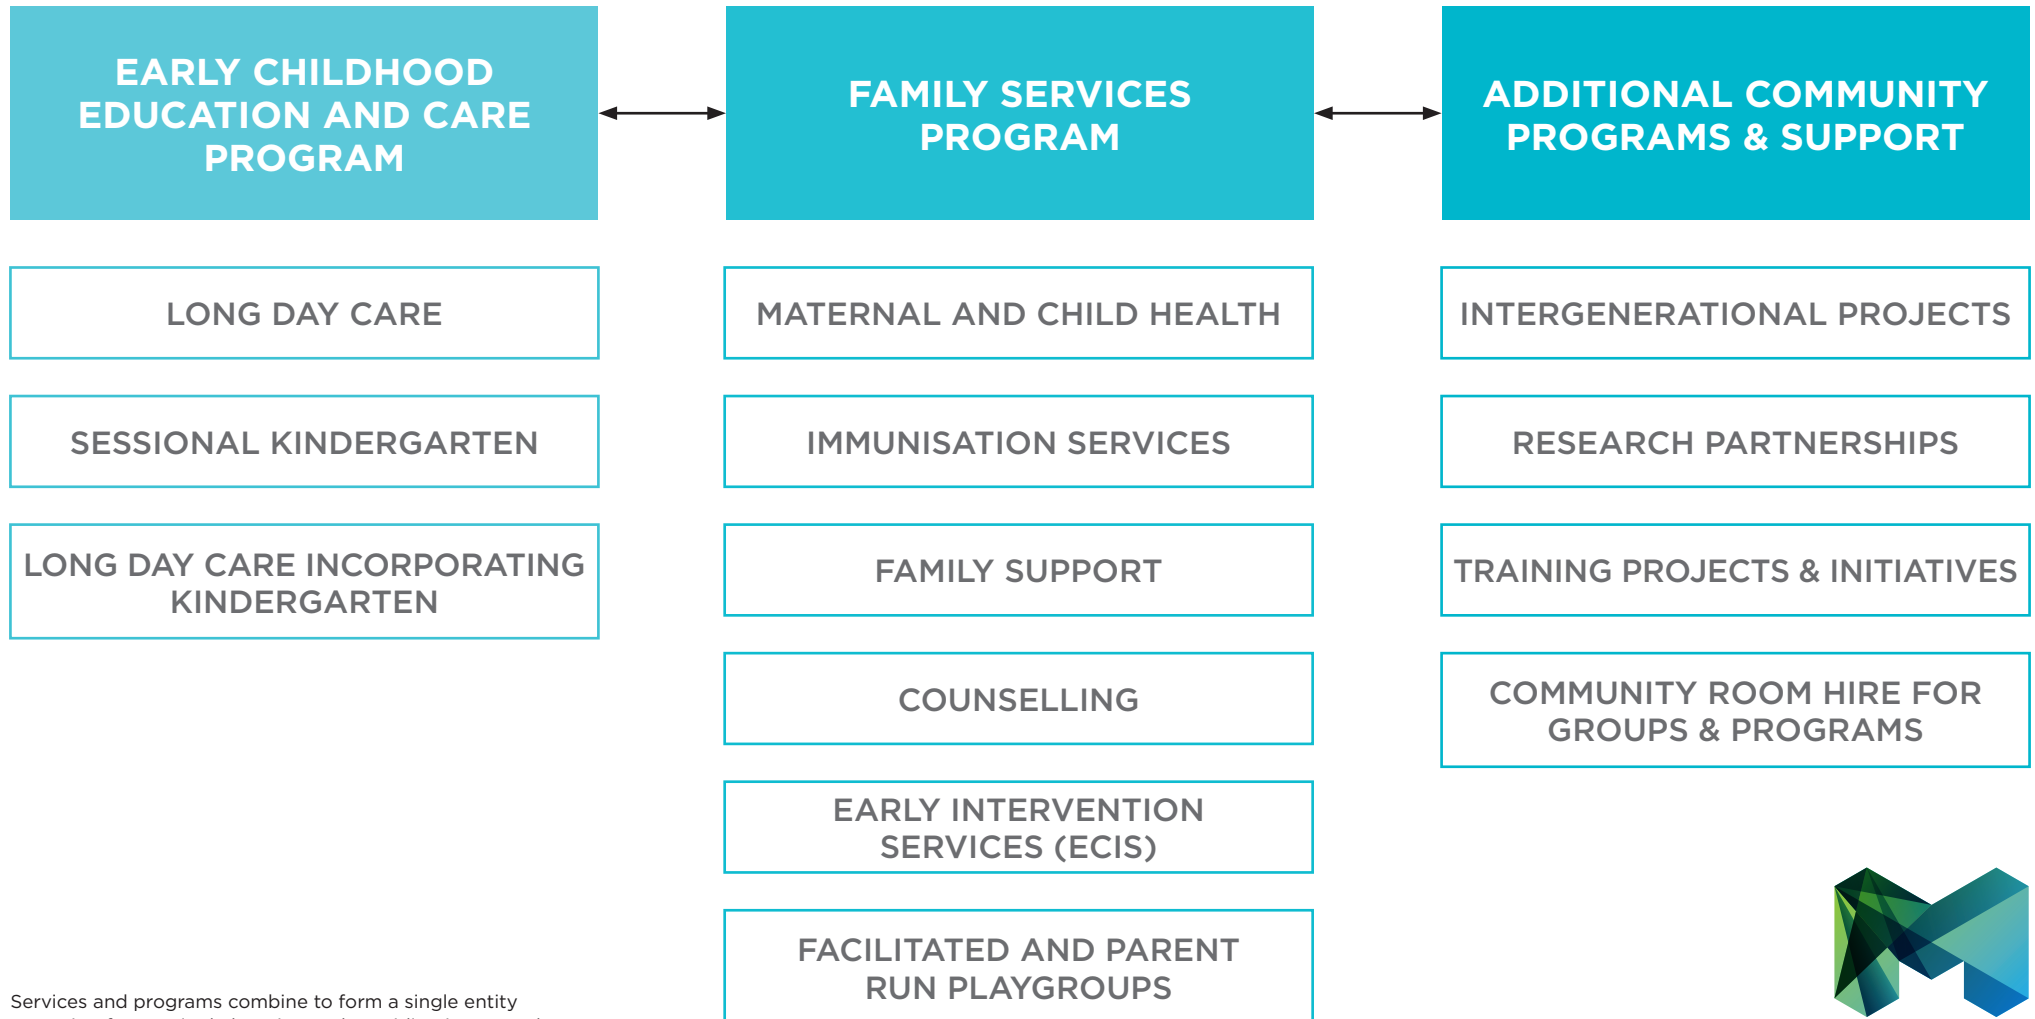 EARLY CHILDHOOD
EDUCATION AND CARE
PROGRAM
LONG DAY CARE
SESSIONAL KINDERGARTEN
LONG DAY CARE INCORPORATING
KINDERGARTEN
FAMILY SERVICES
PROGRAM
MATERNAL AND CHILD HEALTH
IMMUNISATION SERVICES
FAMILY SUPPORT
COUNSELLING
EARLY INTERVENTION
SERVICES (ECIS)
FACILITATED AND PARENT
RUN PLAYGROUPS
ADDITIONAL COMMUNITY
PROGRAMS & SUPPORT
INTERGENERATIONAL PROJECTS
RESEARCH PARTNERSHIPS
TRAINING PROJECTS & INITIATIVES
COMMUNITY ROOM HIRE FOR
GROUPS & PROGRAMS
Services and programs combine to form a single entity